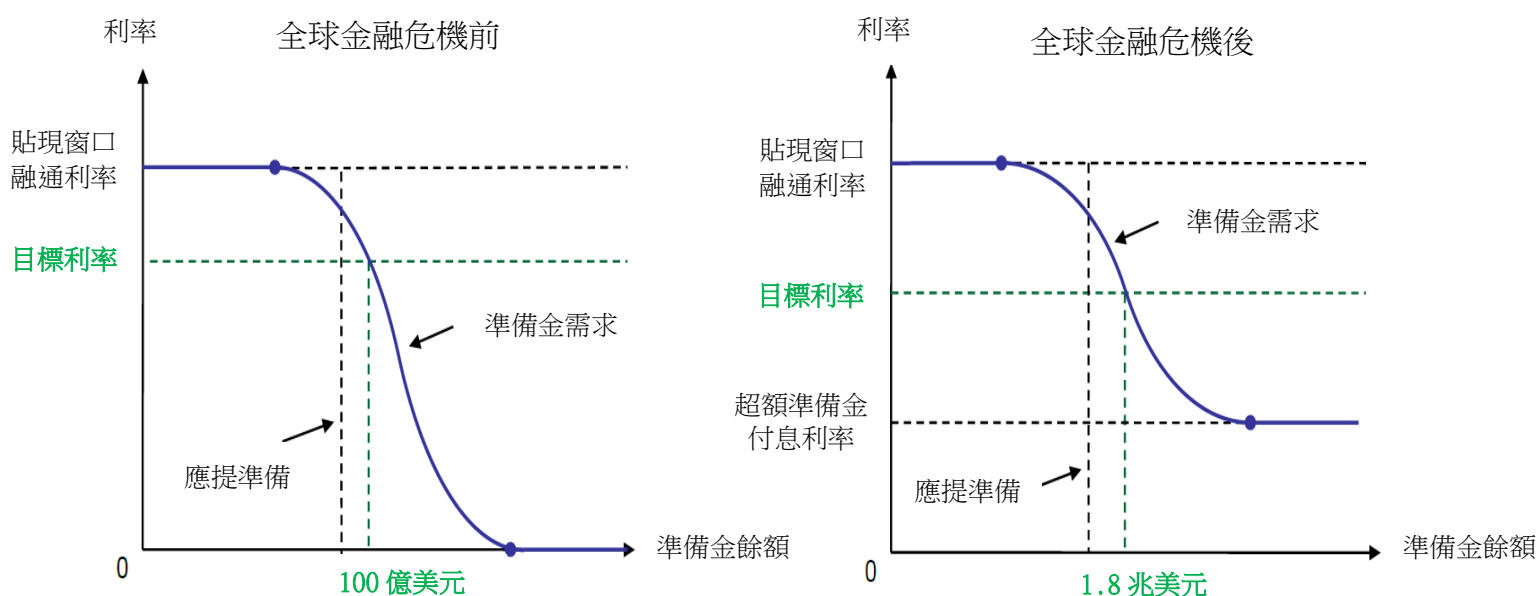 利率
全球金融危機前
貼現窗口
融通利率
目標利率
準備金需求
應提準備
0
100 億美元
準備金餘額
利率
全球金融危機後
貼現窗口
融通利率
準備金需求
目標利率
超額準備金
付息利率
應提準備
0
1.8 兆美元
準備金餘額